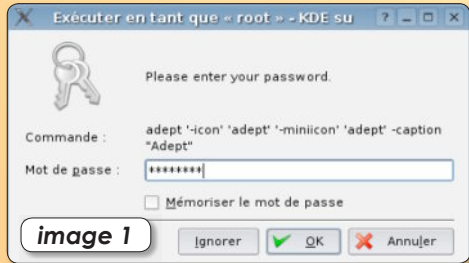 Exécuter en tant que « root » - KDE su
Please enter your password.
Commande :
adept '-icon' 'adept' '-miniicon' 'adept' -caption
"Adept"
Mot de passe :
********
Mémoriser le mot de passe
image 1
Ignorer
OK
Annuler